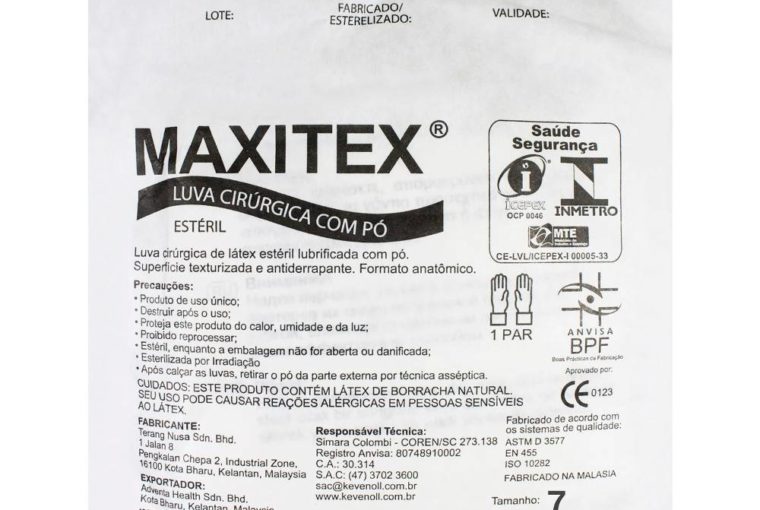 LOTE:
FABRICADO/
ESTERELIZADO:
VALIDADE:
MAXITEX®
LUVA CIRÚRGICA COM PÓ
ESTÉRIL
Luva cirúrgica de látex estéril lubrificada com pó.
Superfície texturizada e antiderrapante. Formato anatômico.
Precauções:
• Produto de uso único;
• Destruir após o uso;
• Proteja este produto do calor, umidade e da luz;
• Proibido reprocessar;
• Estéril, enquanto a embalagem não for aberta ou danificada;
• Esterilizada por Irradiação
• Após calçar as luvas, retirar o pó da parte externa por técnica asséptica.
CUIDADOS: ESTE PRODUTO CONTÉM LÁTEX DE BORRACHA NATURAL.
SEU USO PODE CAUSAR REAÇÕES ALÉRGICAS EM PESSOAS SENSÍVEIS
AO LÁTEX.
Saúde
Segurança
ICEPEX
OCP 0046
INMETRO
MTE
CE-LVL/ICEPEX-I 00005-33
1 PAR
ANVISA
BPF
Boas Práticas de Fabricação
Aprovado por:
CE 0123
FABRICANTE:
Terang Nusa Sdn. Bhd.
1 Jalan 8
Pengkalan Chepa 2, Industrial Zone,
16100 Kota Bharu, Kelantan, Malaysia
EXPORTADOR:
Adventa Health Sdn. Bhd.
Kota Bharu, Kelantan, Malaysia
Responsável Técnica:
Simara Colombi - COREN/SC 273.138
Registro Anvisa: 80748910002
C.A.: 30.314
S.A.C: (47) 3702 3600
sac@kevenoll.com.br
www.kevenoll.com.br
Fabricado de acordo com
os sistemas de qualidade:
ASTM D 3577
EN 455
ISO 10282
FABRICADO NA MALASIA
Tamanho: 7